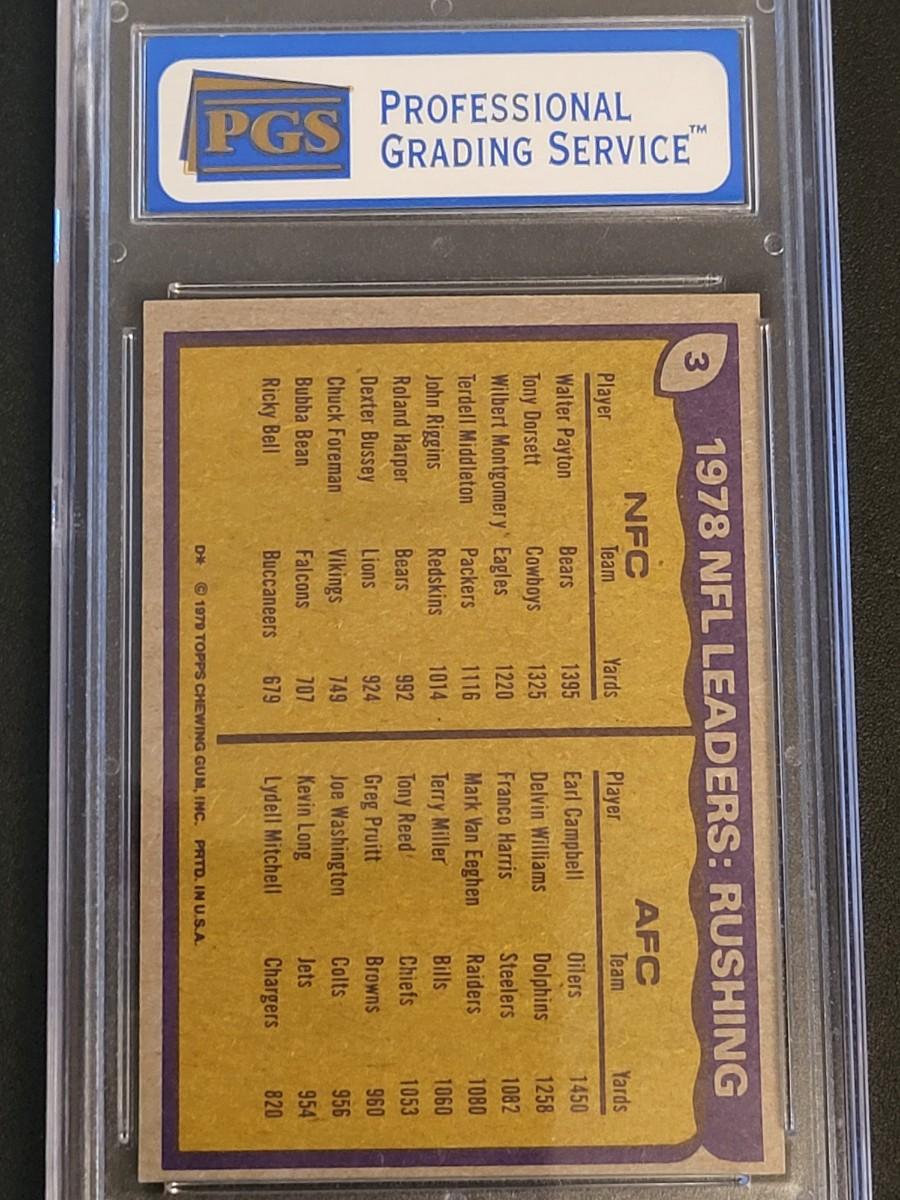 PGS
PROFESSIONAL
GRADING SERVICE™
3
1978 NFL LEADERS: RUSHING
NFC
Player Team Yards
Walter Payton Bears 1395
Tony Dorsett Cowboys 1325
Wilbert Montgomery Eagles 1220
Terdell Middleton Packers 1116
John Riggins Redskins 1014
Roland Harper Bears 992
Dexter Bussey Lions 924
Chuck Foreman Vikings 749
Bubba Bean Falcons 707
Ricky Bell Buccaneers 679
AFC
Player Team Yards
Earl Campbell Oilers 1450
Delvin Williams Dolphins 1258
Franco Harris Steelers 1082
Mark Van Eeghen Raiders 1080
Terry Miller Bills 1060
Tony Reed Chiefs 1053
Greg Pruitt Browns 960
Joe Washington Colts 956
Kevin Long Jets 954
Lydell Mitchell Chargers 820
D* © 1979 TOPPS CHEWING GUM, INC. PRTD. IN U.S.A.